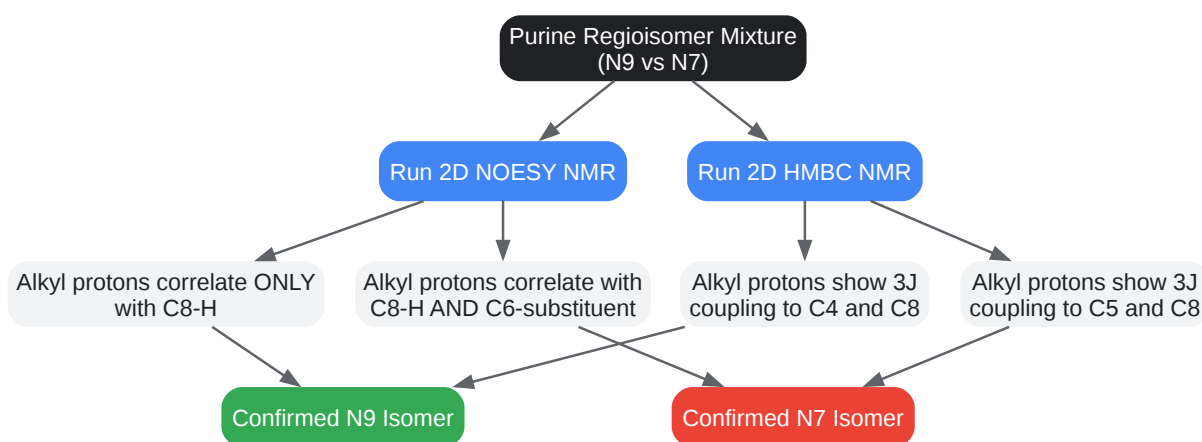 Purine Regioisomer Mixture
(N9 vs N7)
Run 2D NOESY NMR
Run 2D HMBC NMR
Alkyl protons correlate ONLY
with C8-H
Alkyl protons correlate with
C8-H AND C6-substituent
Alkyl protons show 3J
coupling to C4 and C8
Alkyl protons show 3J
coupling to C5 and C8
Confirmed N9 Isomer
Confirmed N7 Isomer